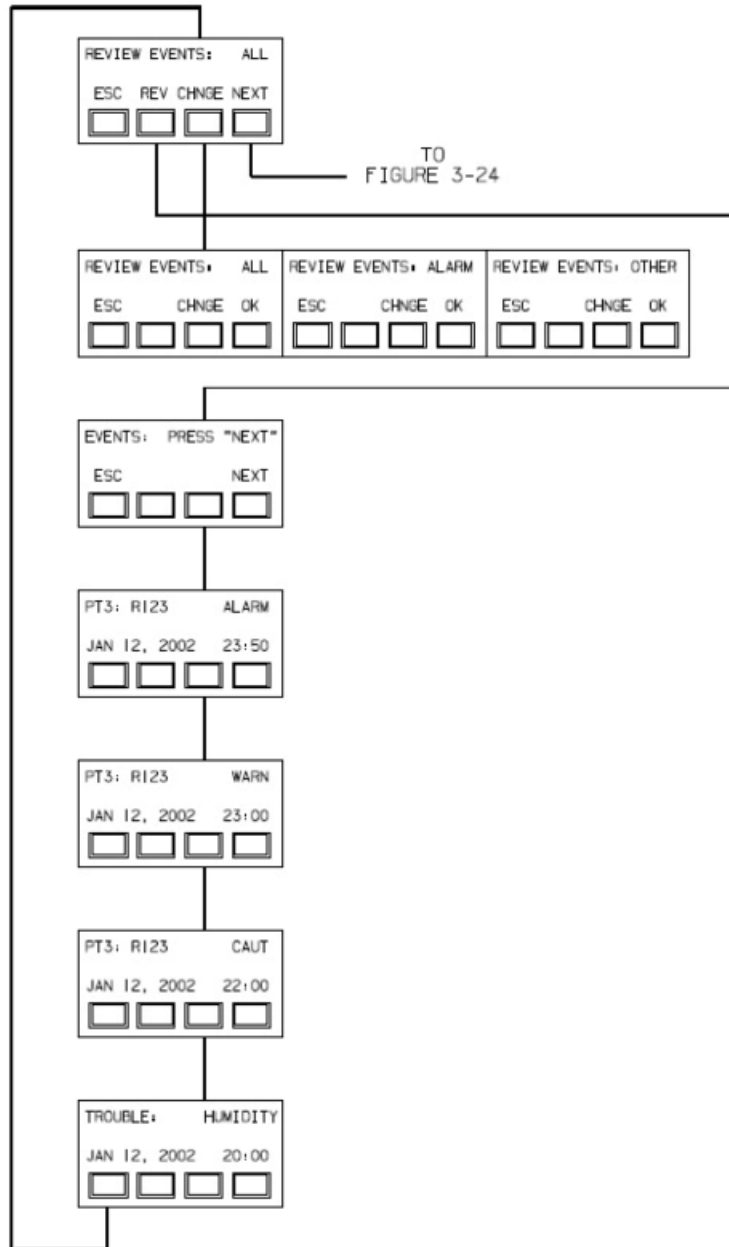 REVIEW EVENTS: ALL
ESC REV CHNGE NEXT
TO
FIGURE 3-24
REVIEW EVENTS: ALL
ESC CHNGE OK
REVIEW EVENTS: ALARM
ESC CHNGE OK
REVIEW EVENTS: OTHER
ESC CHNGE OK
EVENTS: PRESS "NEXT"
ESC NEXT
PT3: R123 ALARM
JAN 12, 2002 23:50
PT3: R123 WARN
JAN 12, 2002 23:00
PT3: R123 CAUT
JAN 12, 2002 22:00
TROUBLE: HUMIDITY
JAN 12, 2002 20:00